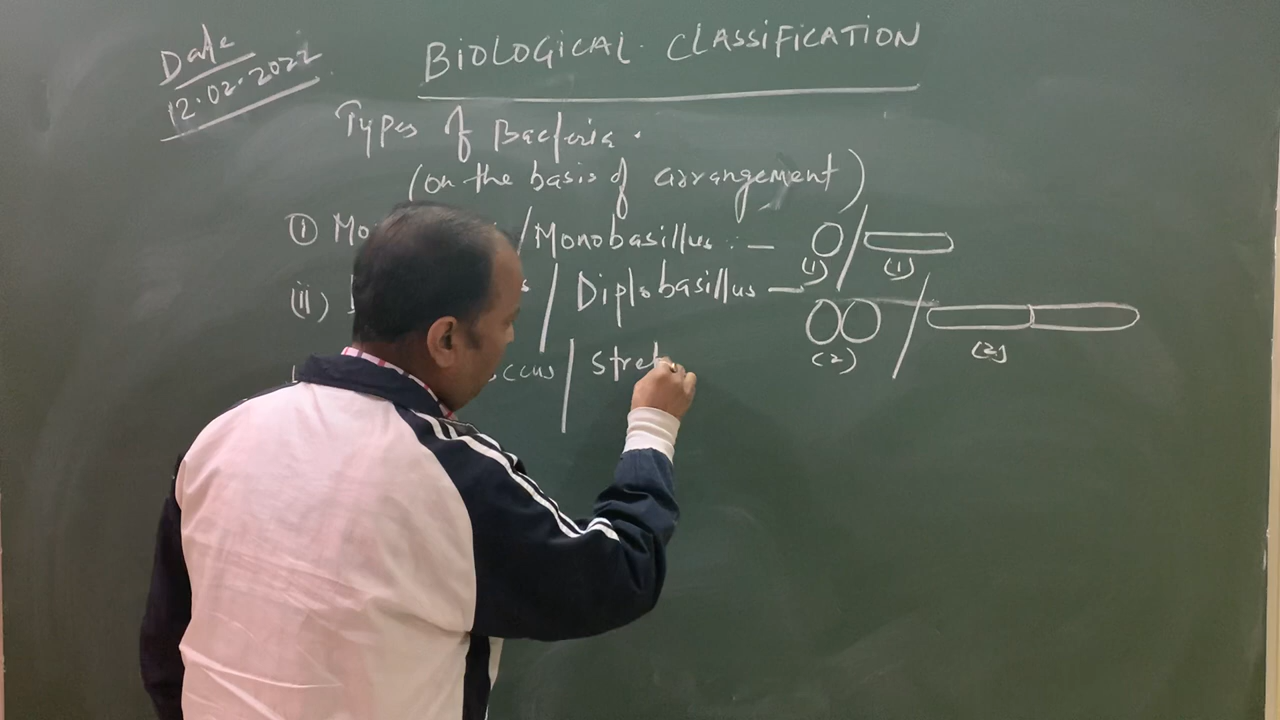 Date
12.02.2022
BIOLOGICAL CLASSIFICATION
Types of Bacteria.
(on the basis of arrangement)
(i) Mo /Monobasillus :- / 
(1) (1)
(ii) s / Diplobasillus -
(2) (2)
ccus / Stret